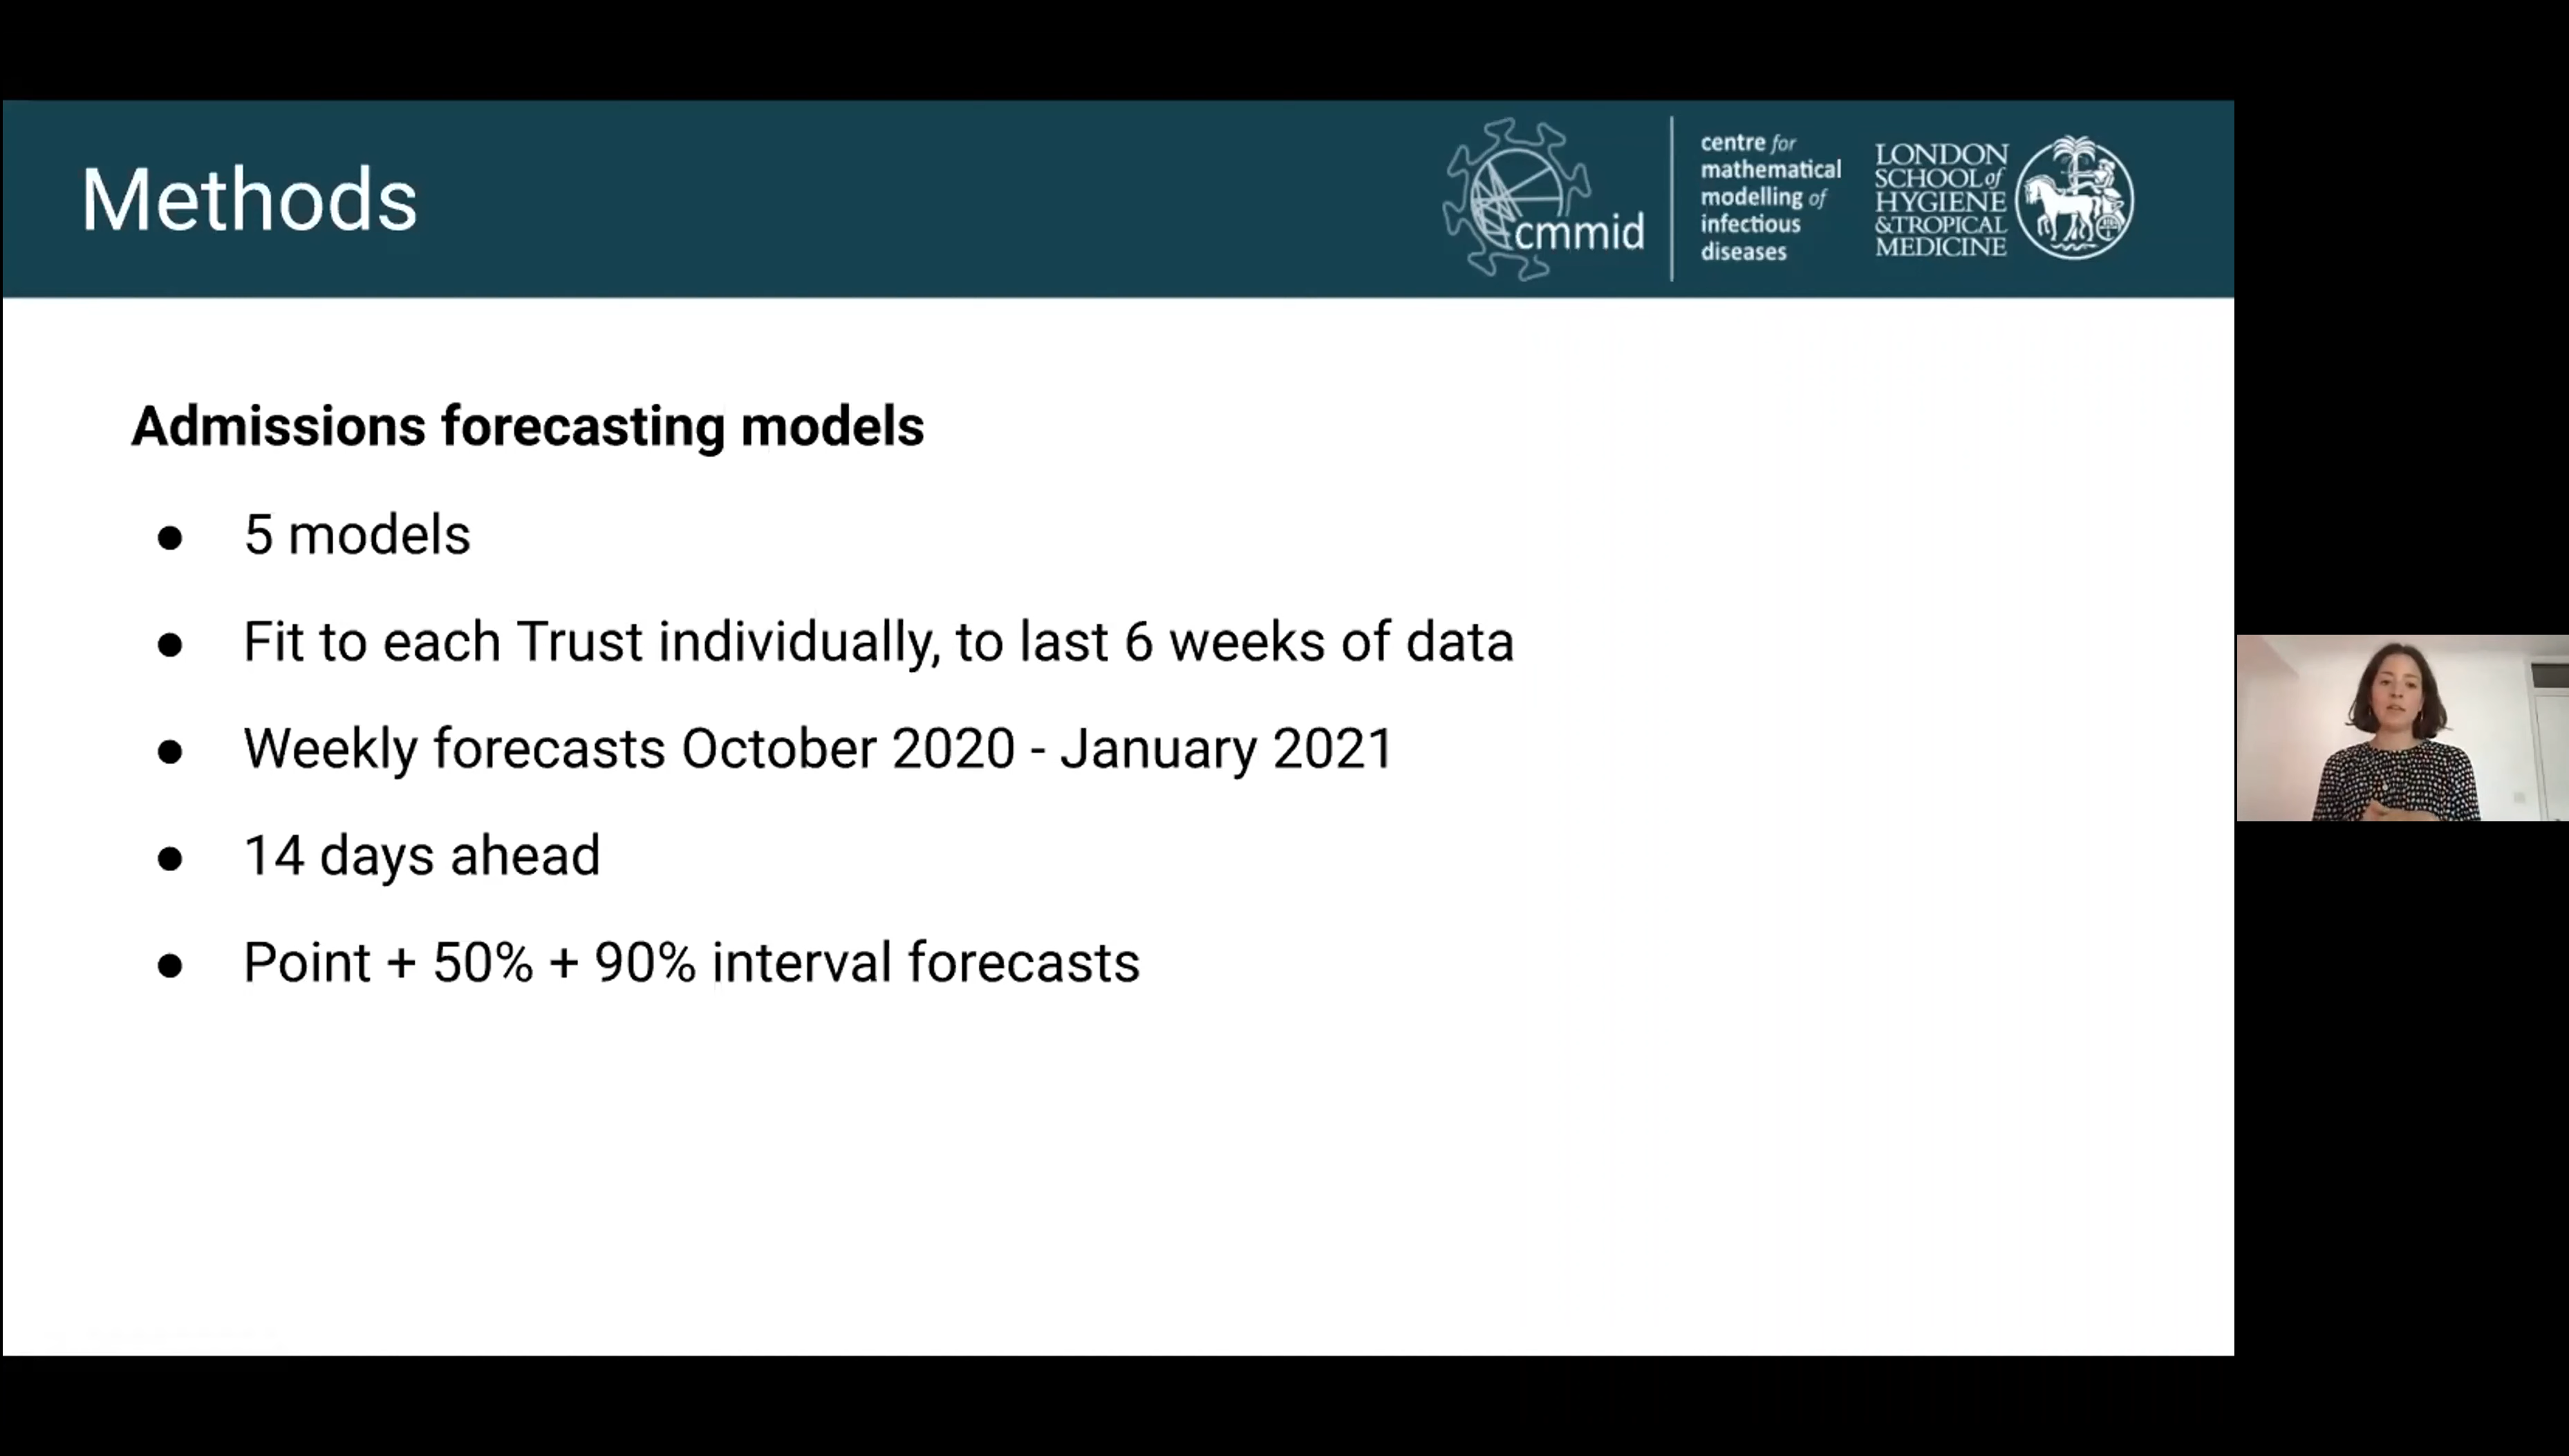 Methods
cmmid
centre for
mathematical
modelling of
infectious
diseases
LONDON
SCHOOL of
HYGIENE
&TROPICAL
MEDICINE
Admissions forecasting models
● 5 models
● Fit to each Trust individually, to last 6 weeks of data
● Weekly forecasts October 2020 - January 2021
● 14 days ahead
● Point + 50% + 90% interval forecasts